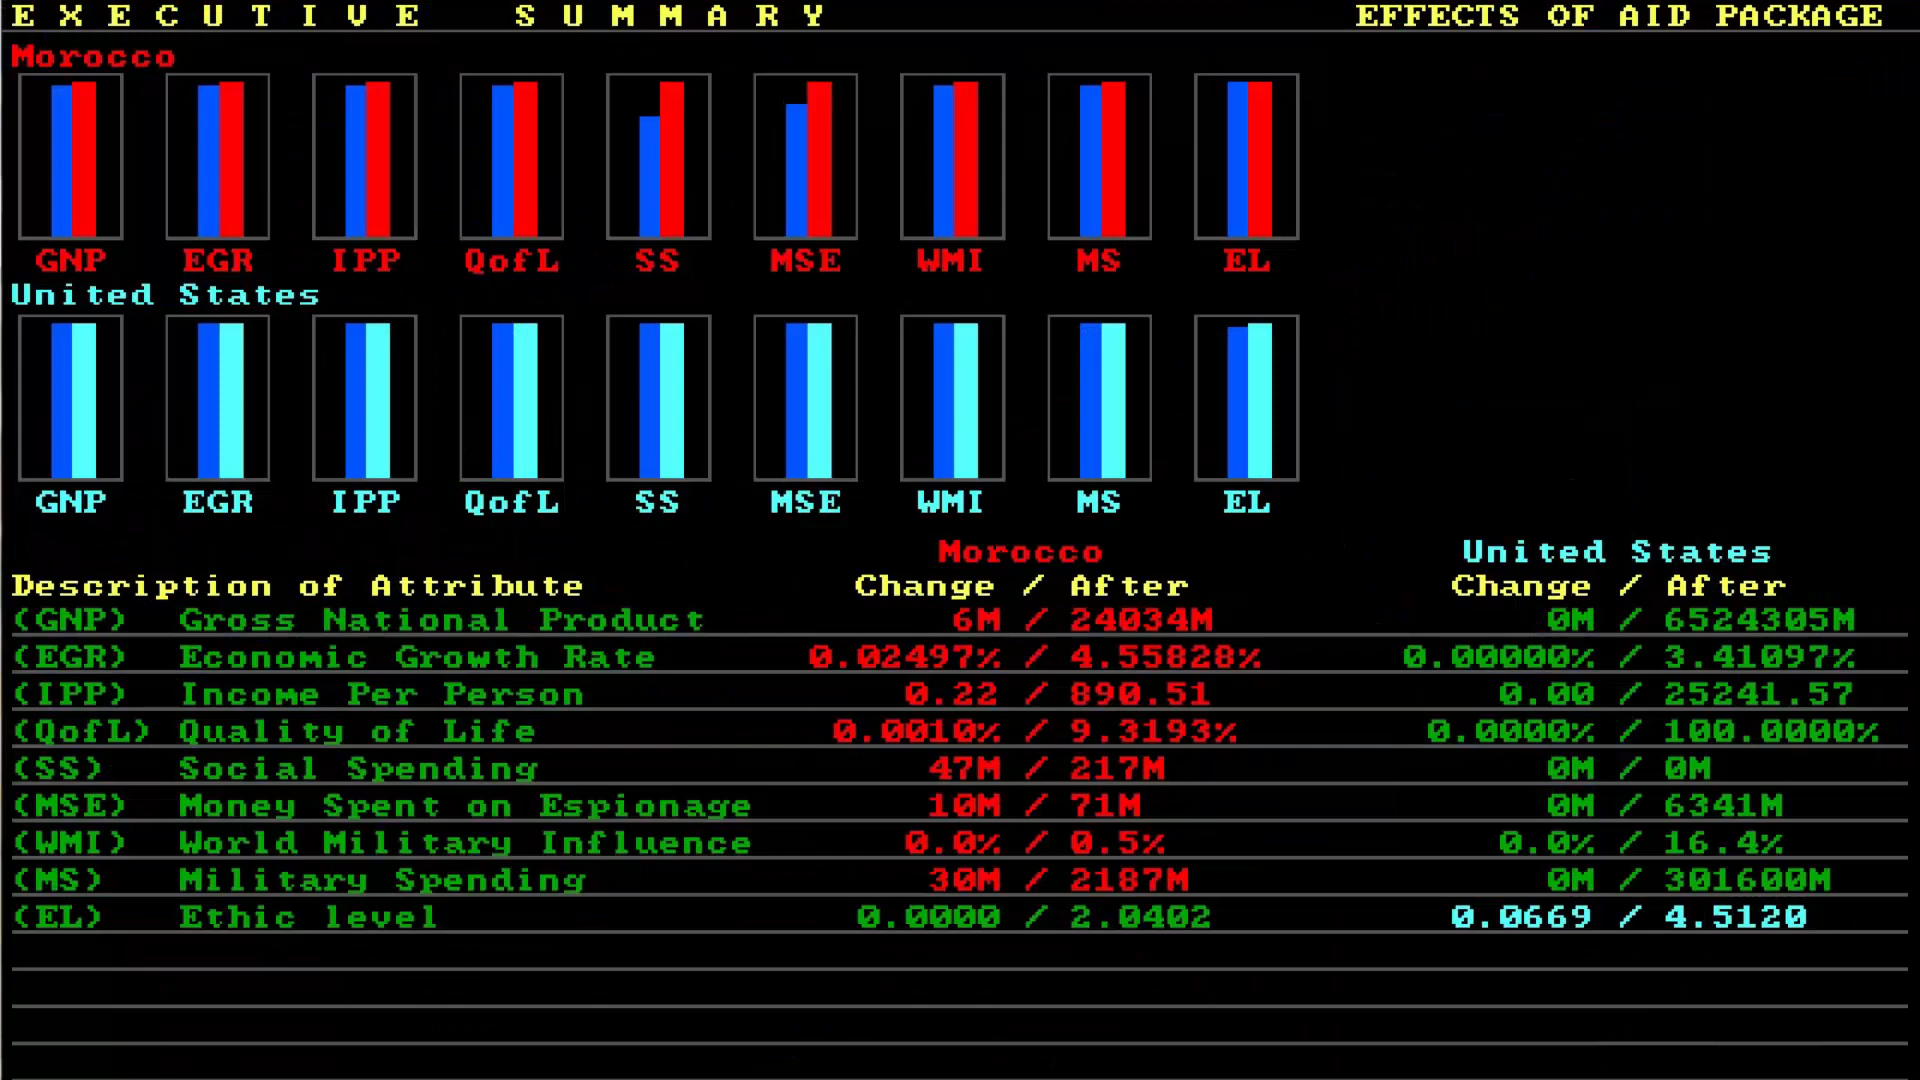 EXECUTIVE SUMMARY EFFECTS OF AID PACKAGE
Morocco
GNP EGR IPP QofL SS MSE WMI MS EL
United States
GNP EGR IPP QofL SS MSE WMI MS EL
Morocco United States
Description of Attribute Change / After Change / After
(GNP) Gross National Product 6M / 24034M 0M / 6524305M
(EGR) Economic Growth Rate 0.02497% / 4.55828% 0.00000% / 3.41097%
(IPP) Income Per Person 0.22 / 890.51 0.00 / 25241.57
(QofL) Quality of Life 0.0010% / 9.3193% 0.0000% / 100.0000%
(SS) Social Spending 47M / 217M 0M / 0M
(MSE) Money Spent on Espionage 10M / 71M 0M / 6341M
(WMI) World Military Influence 0.0% / 0.5% 0.0% / 16.4%
(MS) Military Spending 30M / 2187M 0M / 301600M
(EL) Ethic level 0.0000 / 2.0402 0.0669 / 4.5120